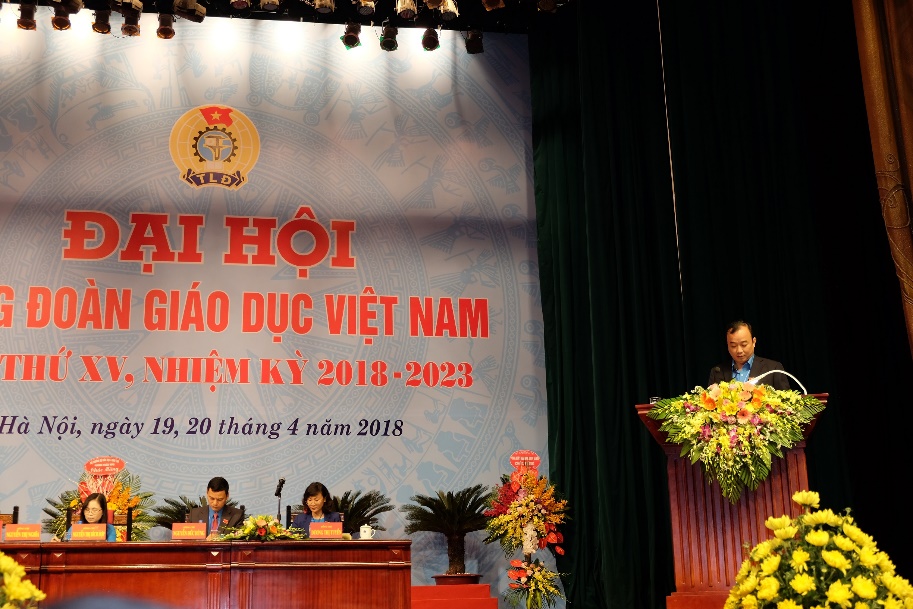 TLĐ
ĐẠI HỘI
G ĐOÀN GIÁO DỤC VIỆT NAM
THỨ XV, NHIỆM KỲ 2018 - 2023
Hà Nội, ngày 19, 20 tháng 4 năm 2018